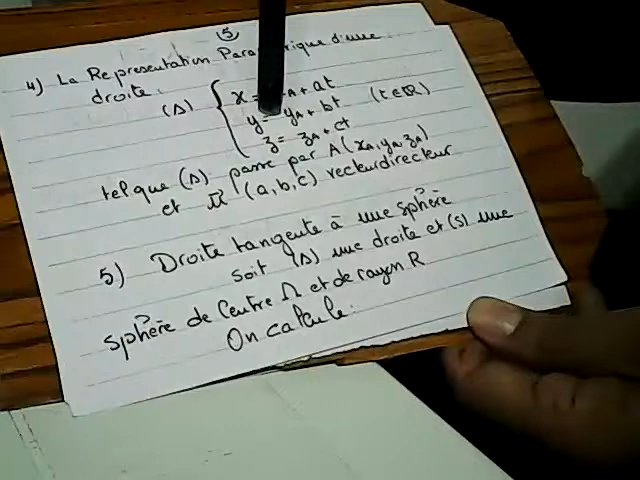 5
4) La Representation d'une
droite.
(Δ) { x = A + at
y = yA + bt (t∈ℝ)
z = zA + ct
tel que (Δ) passe par A(xA, yA, zA)
et u⃗ (a,b,c) vecteur directeur
5) Droite tangente à une sphère
soit (Δ) une droite et (S) une
sphère de Centre Ω et de rayon R
On calcule: